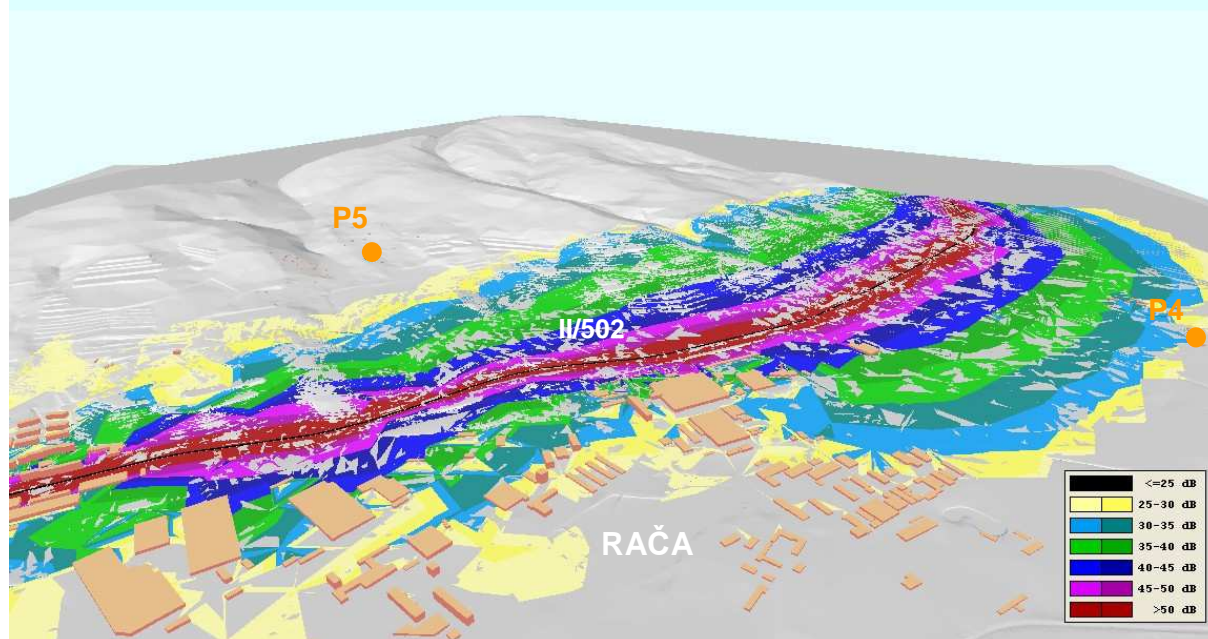 P5
P4
II/502
RAČA
<=25 dB
25-30 dB
30-35 dB
35-40 dB
40-45 dB
45-50 dB
>50 dB